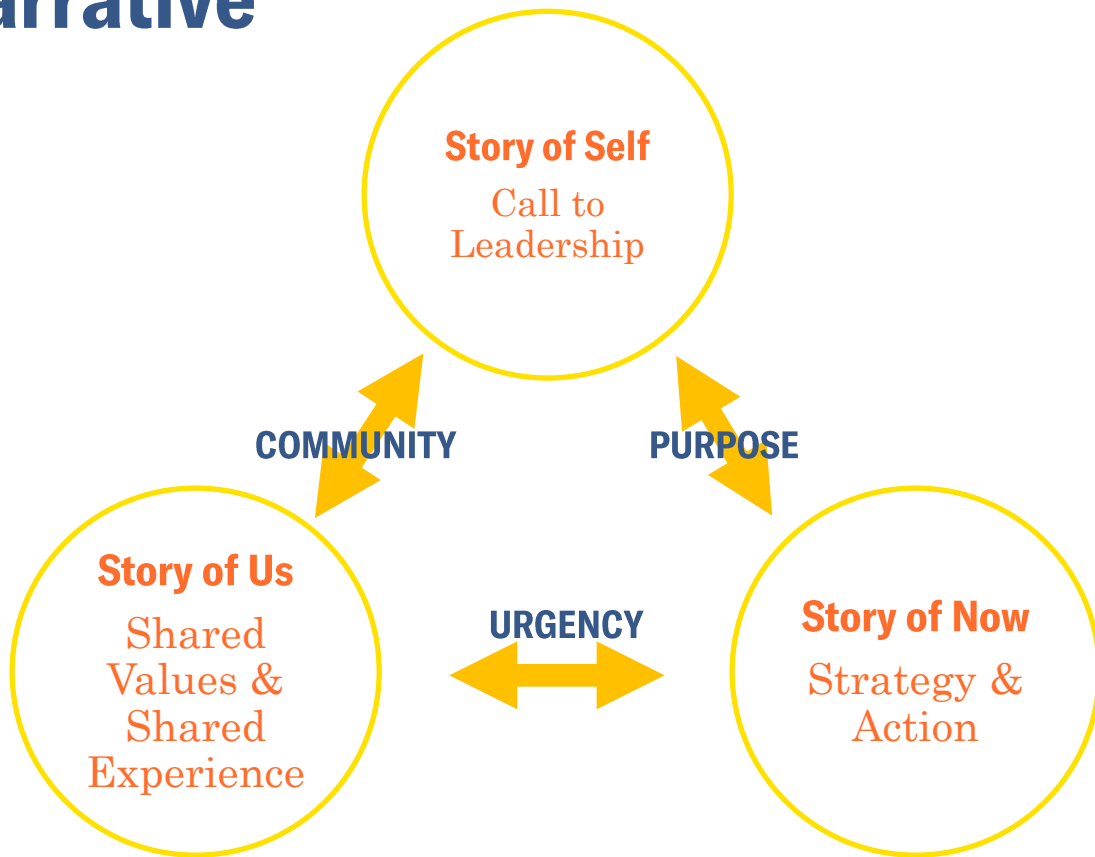 Story of Self
Call to
Leadership
COMMUNITY
PURPOSE
Story of Us
Shared
Values &
Shared
Experience
URGENCY
Story of Now
Strategy &
Action